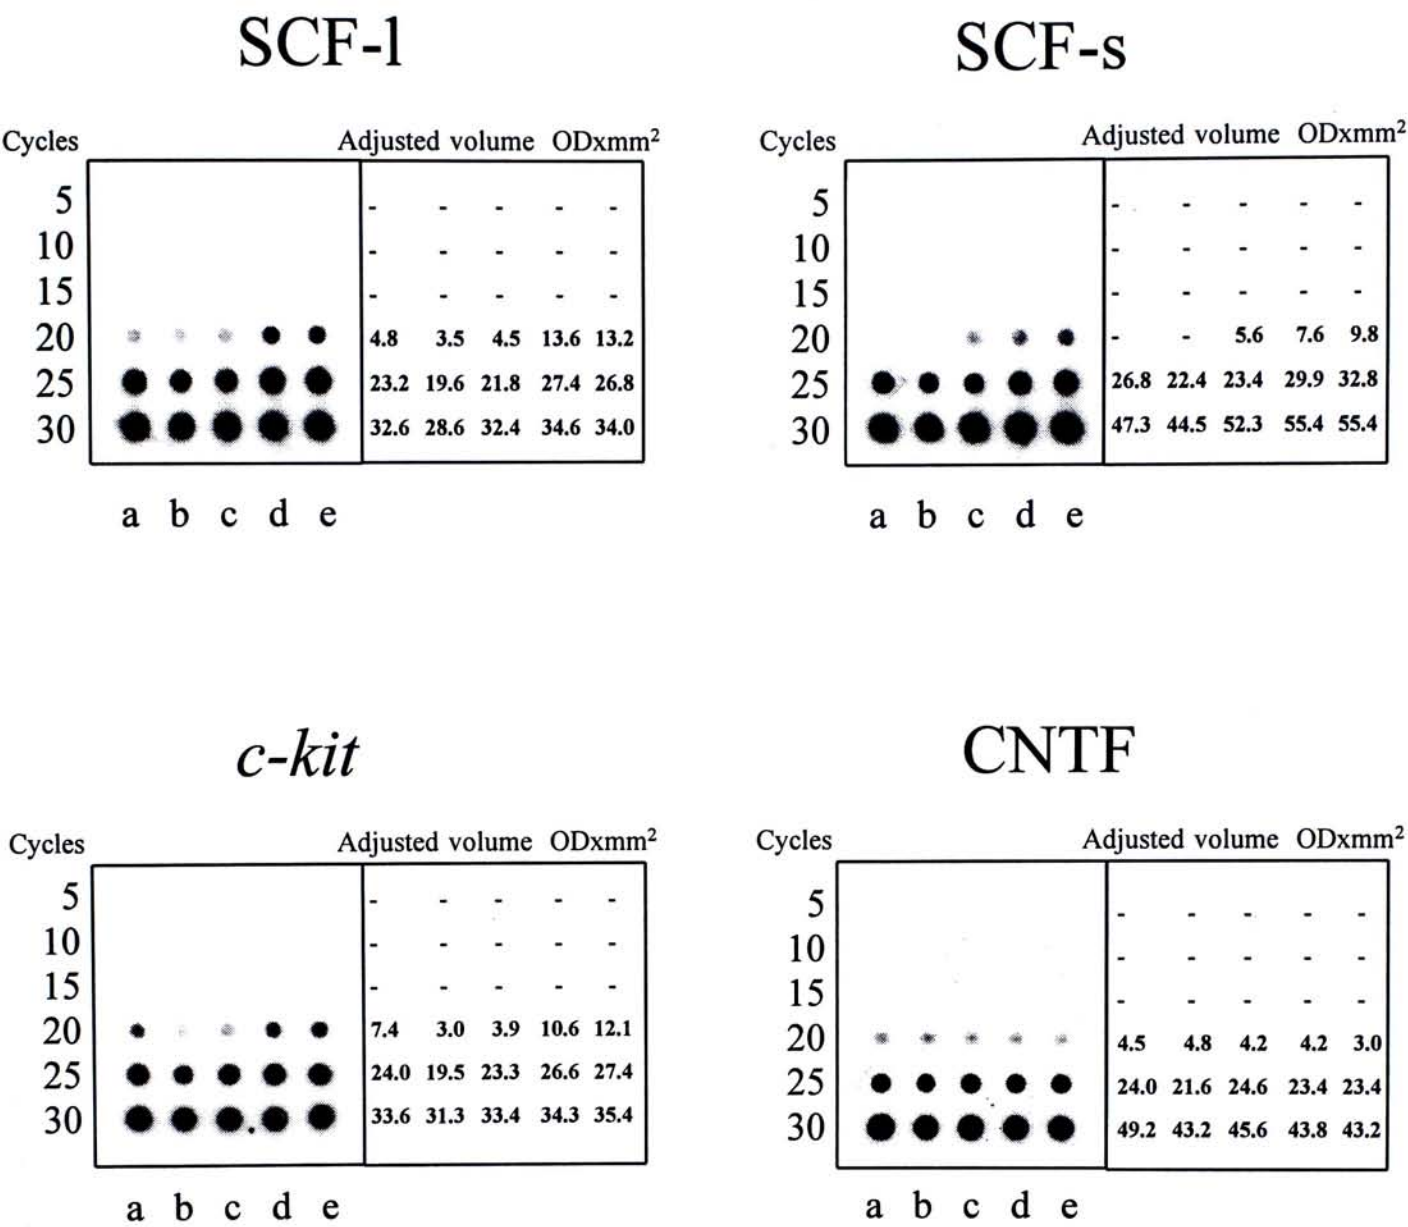 SCF-l
Cycles Adjusted volume ODxmm²
5 - - - - -
10 - - - - -
15 - - - - -
20 4.8 3.5 4.5 13.6 13.2
25 23.2 19.6 21.8 27.4 26.8
30 32.6 28.6 32.4 34.6 34.0
a b c d e
SCF-s
Cycles Adjusted volume ODxmm²
5 - - - - -
10 - - - - -
15 - - - - -
20 - - 5.6 7.6 9.8
25 26.8 22.4 23.4 29.9 32.8
30 47.3 44.5 52.3 55.4 55.4
a b c d e
c-kit
Cycles Adjusted volume ODxmm²
5 - - - - -
10 - - - - -
15 - - - - -
20 7.4 3.0 3.9 10.6 12.1
25 24.0 19.5 23.3 26.6 27.4
30 33.6 31.3 33.4 34.3 35.4
a b c d e
CNTF
Cycles Adjusted volume ODxmm²
5 - - - - -
10 - - - - -
15 - - - - -
20 4.5 4.8 4.2 4.2 3.0
25 24.0 21.6 24.6 23.4 23.4
30 49.2 43.2 45.6 43.8 43.2
a b c d e